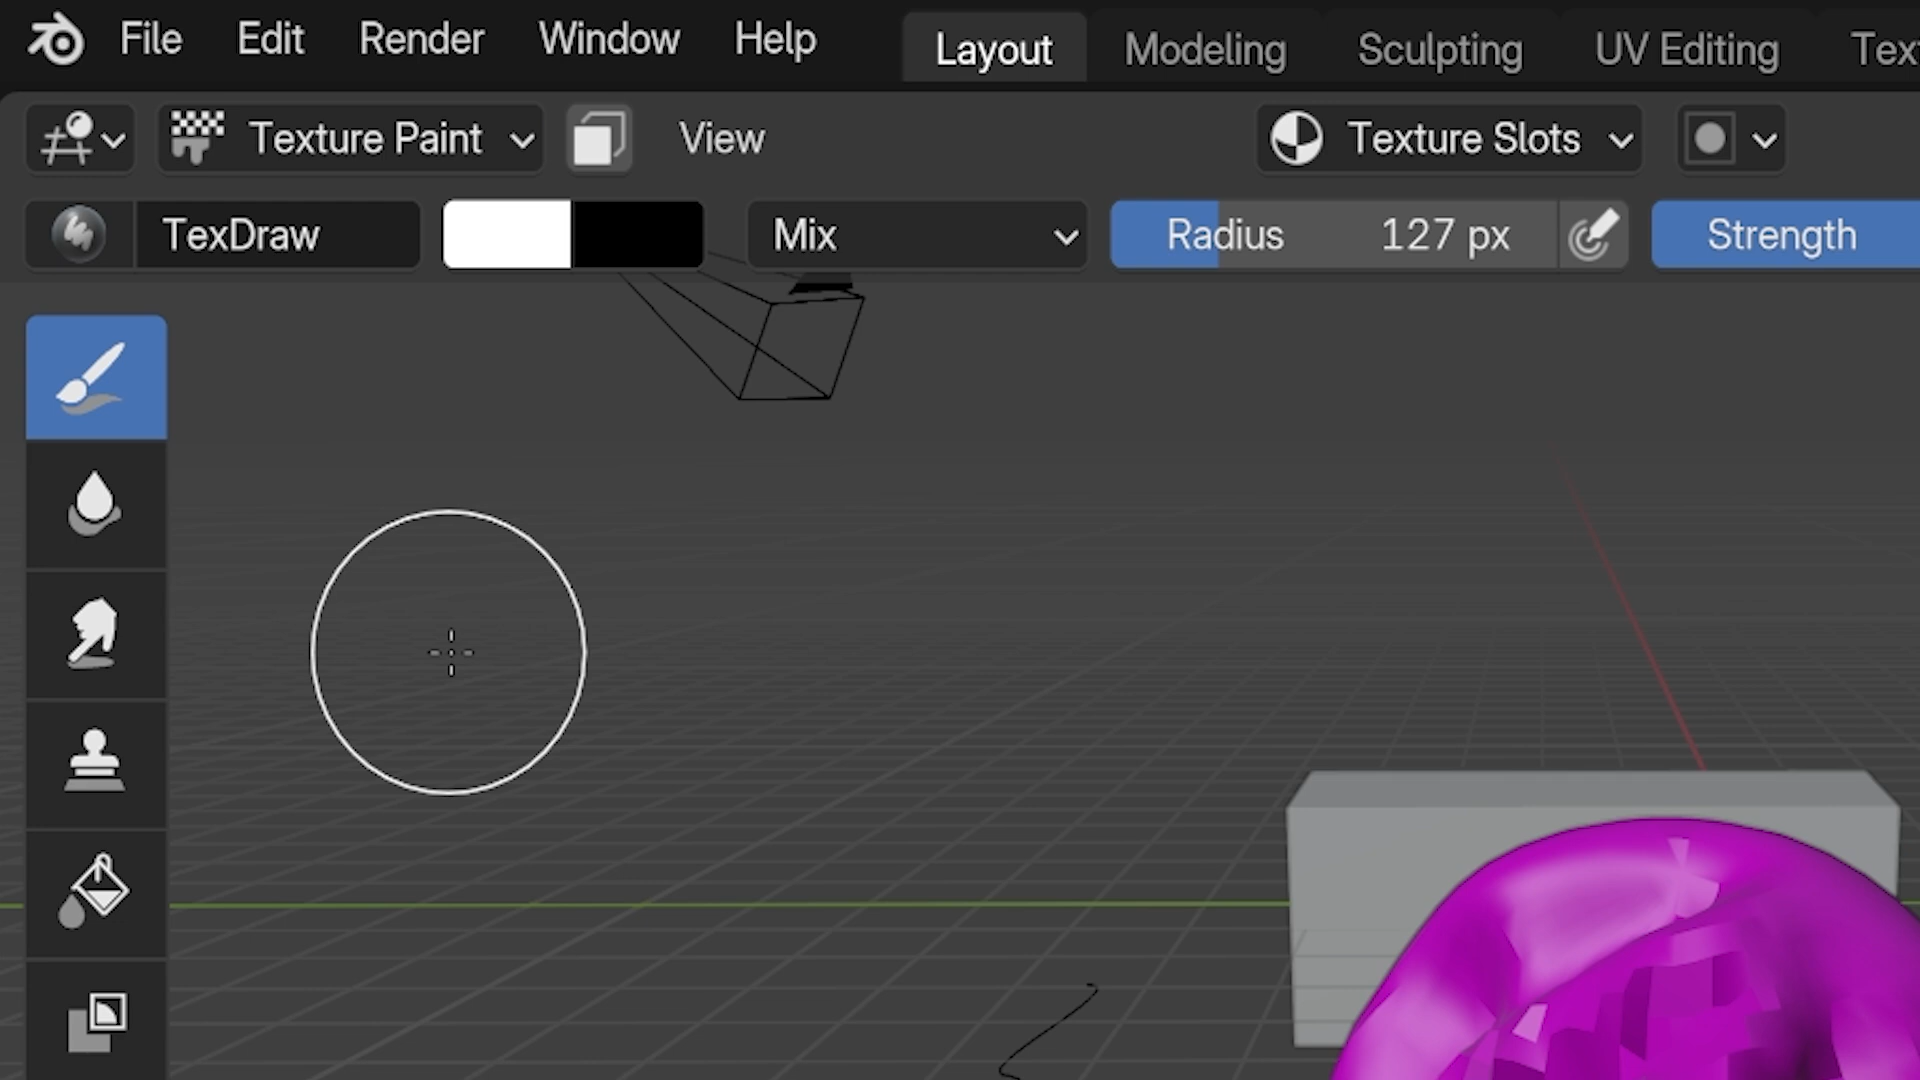 File Edit Render Window Help Layout Modeling Sculpting UV Editing
Texture Paint View Texture Slots
TexDraw Mix Radius 127 px Strength